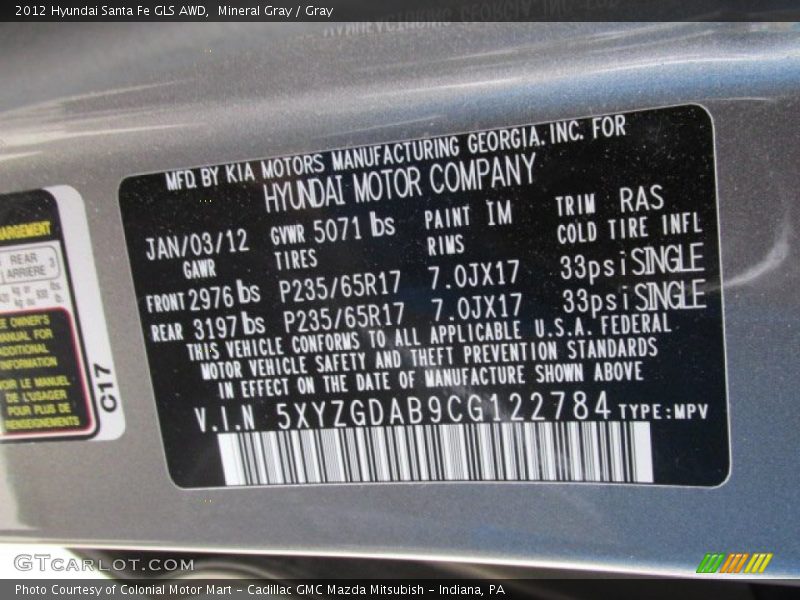 2012 Hyundai Santa Fe GLS AWD, Mineral Gray / Gray
MFD. BY KIA MOTORS MANUFACTURING GEORGIA. INC. FOR
HYUNDAI MOTOR COMPANY
JAN/03/12 GVWR 5071 lbs PAINT IM TRIM RAS
GAWR TIRES RIMS COLD TIRE INFL
FRONT 2976 lbs P235/65R17 7.0JX17 33psi SINGLE
REAR 3197 lbs P235/65R17 7.0JX17 33psi SINGLE
THIS VEHICLE CONFORMS TO ALL APPLICABLE U.S.A. FEDERAL
MOTOR VEHICLE SAFETY AND THEFT PREVENTION STANDARDS
IN EFFECT ON THE DATE OF MANUFACTURE SHOWN ABOVE
V.I.N 5XYZGDAB9CG122784 TYPE:MPV
ARGEMENT
REAR
ARRIERE 3
OWNER'S
MANUAL FOR
ADDITIONAL
INFORMATION
VOIR LE MANUEL
DE L'USAGER
POUR PLUS DE
RENSEIGNEMENTS
C17
GTCARLOT.COM
Photo Courtesy of Colonial Motor Mart - Cadillac GMC Mazda Mitsubish - Indiana, PA